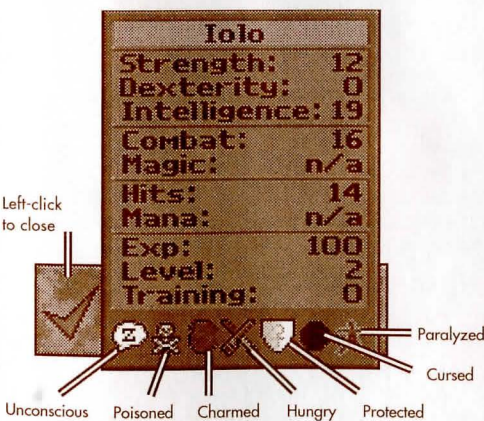 Iolo
Strength: 12
Dexterity: 0
Intelligence: 19
Combat: 16
Magic: n/a
Hits: 14
Mana: n/a
Exp: 100
Level: 2
Training: 0
Left-click
to close
Z
Paralyzed
Cursed
Unconscious Poisoned Charmed Hungry Protected